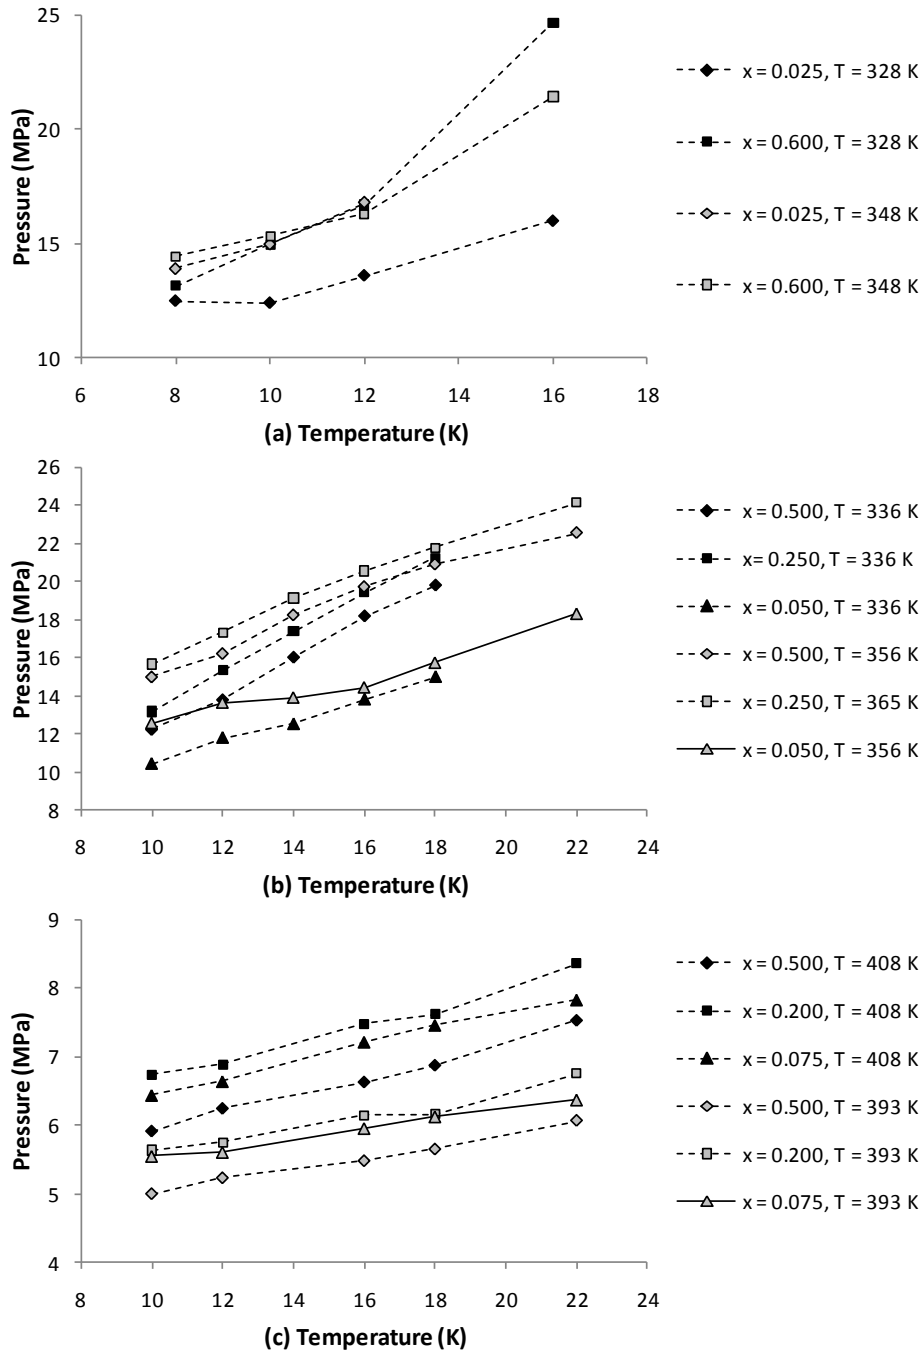 25
20
15
10
6
8
10
12
14
16
18
Pressure (MPa)
(a) Temperature (K)
x = 0.025, T = 328 K
x = 0.600, T = 328 K
x = 0.025, T = 348 K
x = 0.600, T = 348 K
26
24
22
20
18
16
14
12
10
8
8
10
12
14
16
18
20
22
24
Pressure (MPa)
(b) Temperature (K)
x = 0.500, T = 336 K
x= 0.250, T = 336 K
x = 0.050, T = 336 K
x = 0.500, T = 356 K
x = 0.250, T = 365 K
x = 0.050, T = 356 K
9
8
7
6
5
4
8
10
12
14
16
18
20
22
24
Pressure (MPa)
(c) Temperature (K)
x = 0.500, T = 408 K
x = 0.200, T = 408 K
x = 0.075, T = 408 K
x = 0.500, T = 393 K
x = 0.200, T = 393 K
x = 0.075, T = 393 K